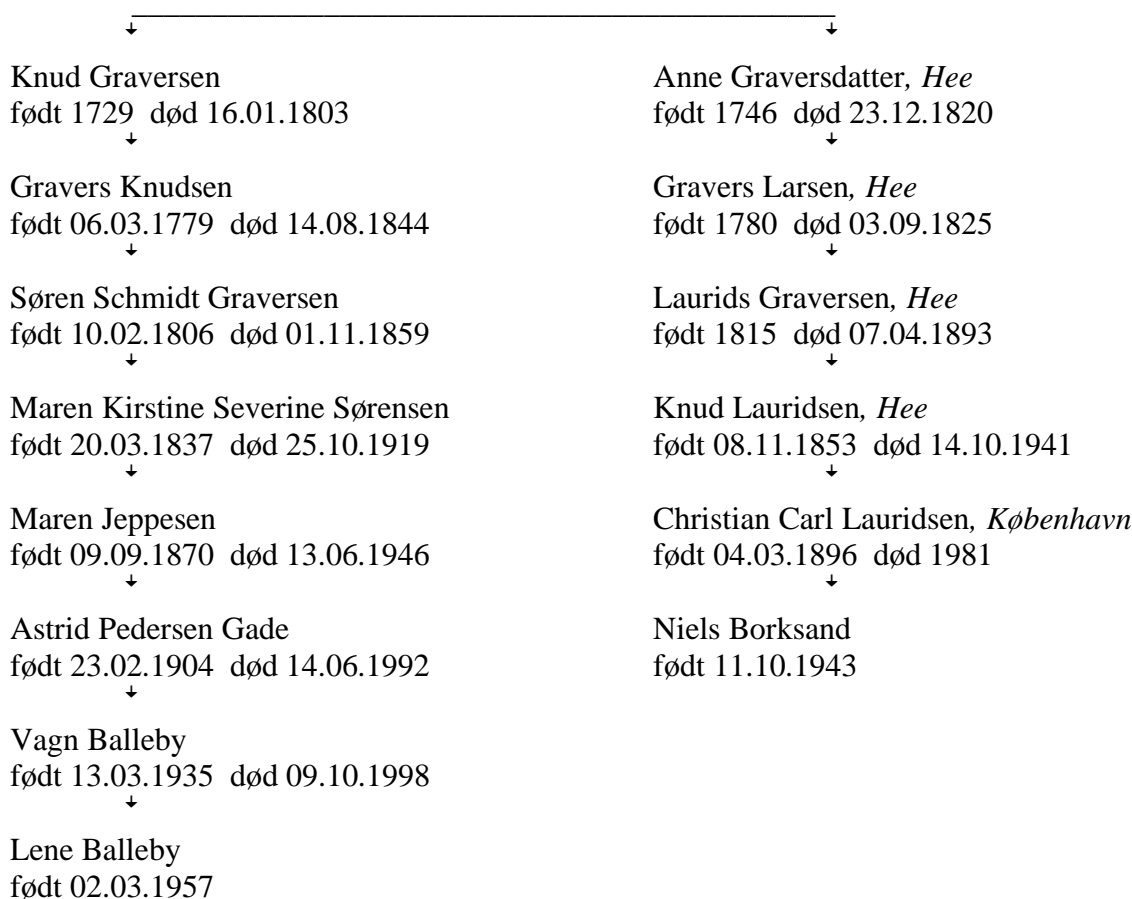 Knud Graversen
født 1729 død 16.01.1803
Gravers Knudsen
født 06.03.1779 død 14.08.1844
Søren Schmidt Graversen
født 10.02.1806 død 01.11.1859
Maren Kirstine Severine Sørensen
født 20.03.1837 død 25.10.1919
Maren Jeppesen
født 09.09.1870 død 13.06.1946
Astrid Pedersen Gade
født 23.02.1904 død 14.06.1992
Vagn Balleby
født 13.03.1935 død 09.10.1998
Lene Balleby
født 02.03.1957
Anne Graversdatter, Hee
født 1746 død 23.12.1820
Gravers Larsen, Hee
født 1780 død 03.09.1825
Laurids Graversen, Hee
født 1815 død 07.04.1893
Knud Lauridsen, Hee
født 08.11.1853 død 14.10.1941
Christian Carl Lauridsen, København
født 04.03.1896 død 1981
Niels Borksand
født 11.10.1943